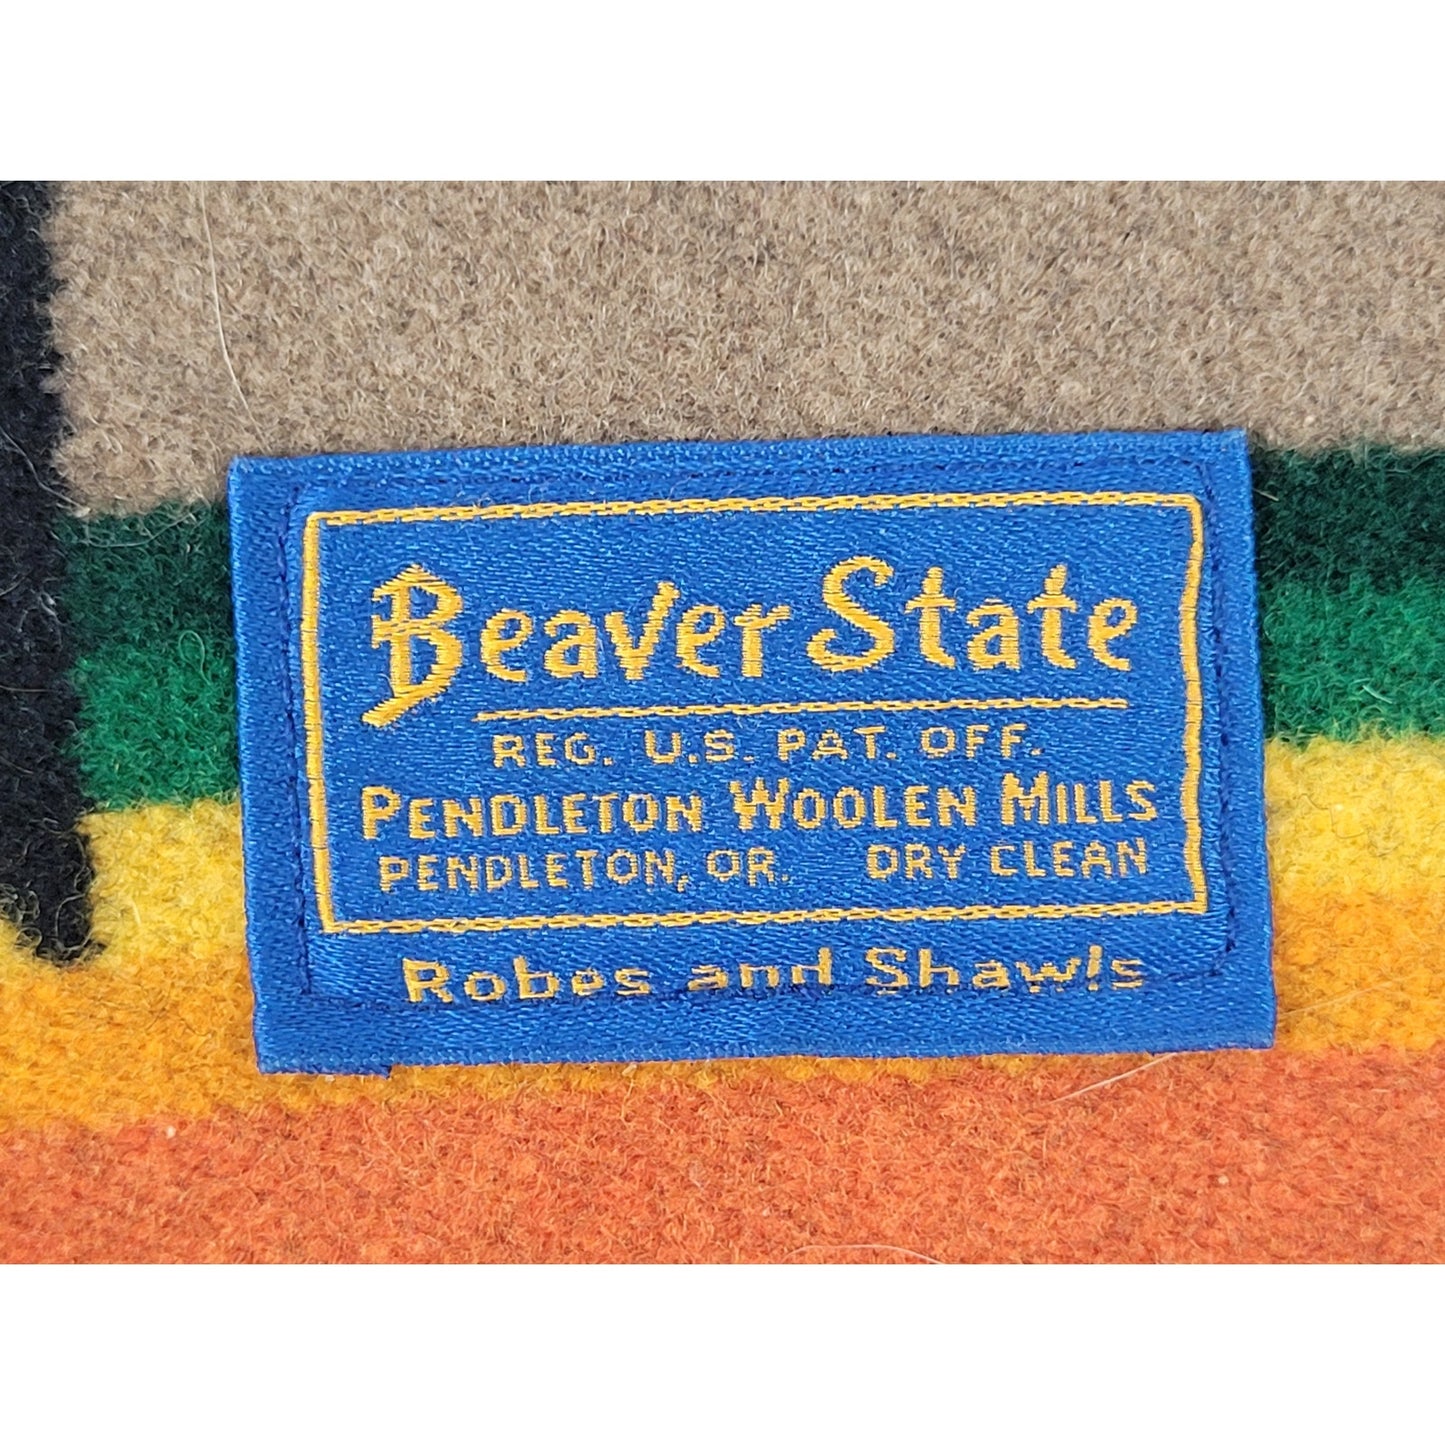 Beaver State
REG. U.S. PAT. OFF.
PENDLETON WOOLEN MILLS
PENDLETON, OR. DRY CLEAN
Robes and Shawls